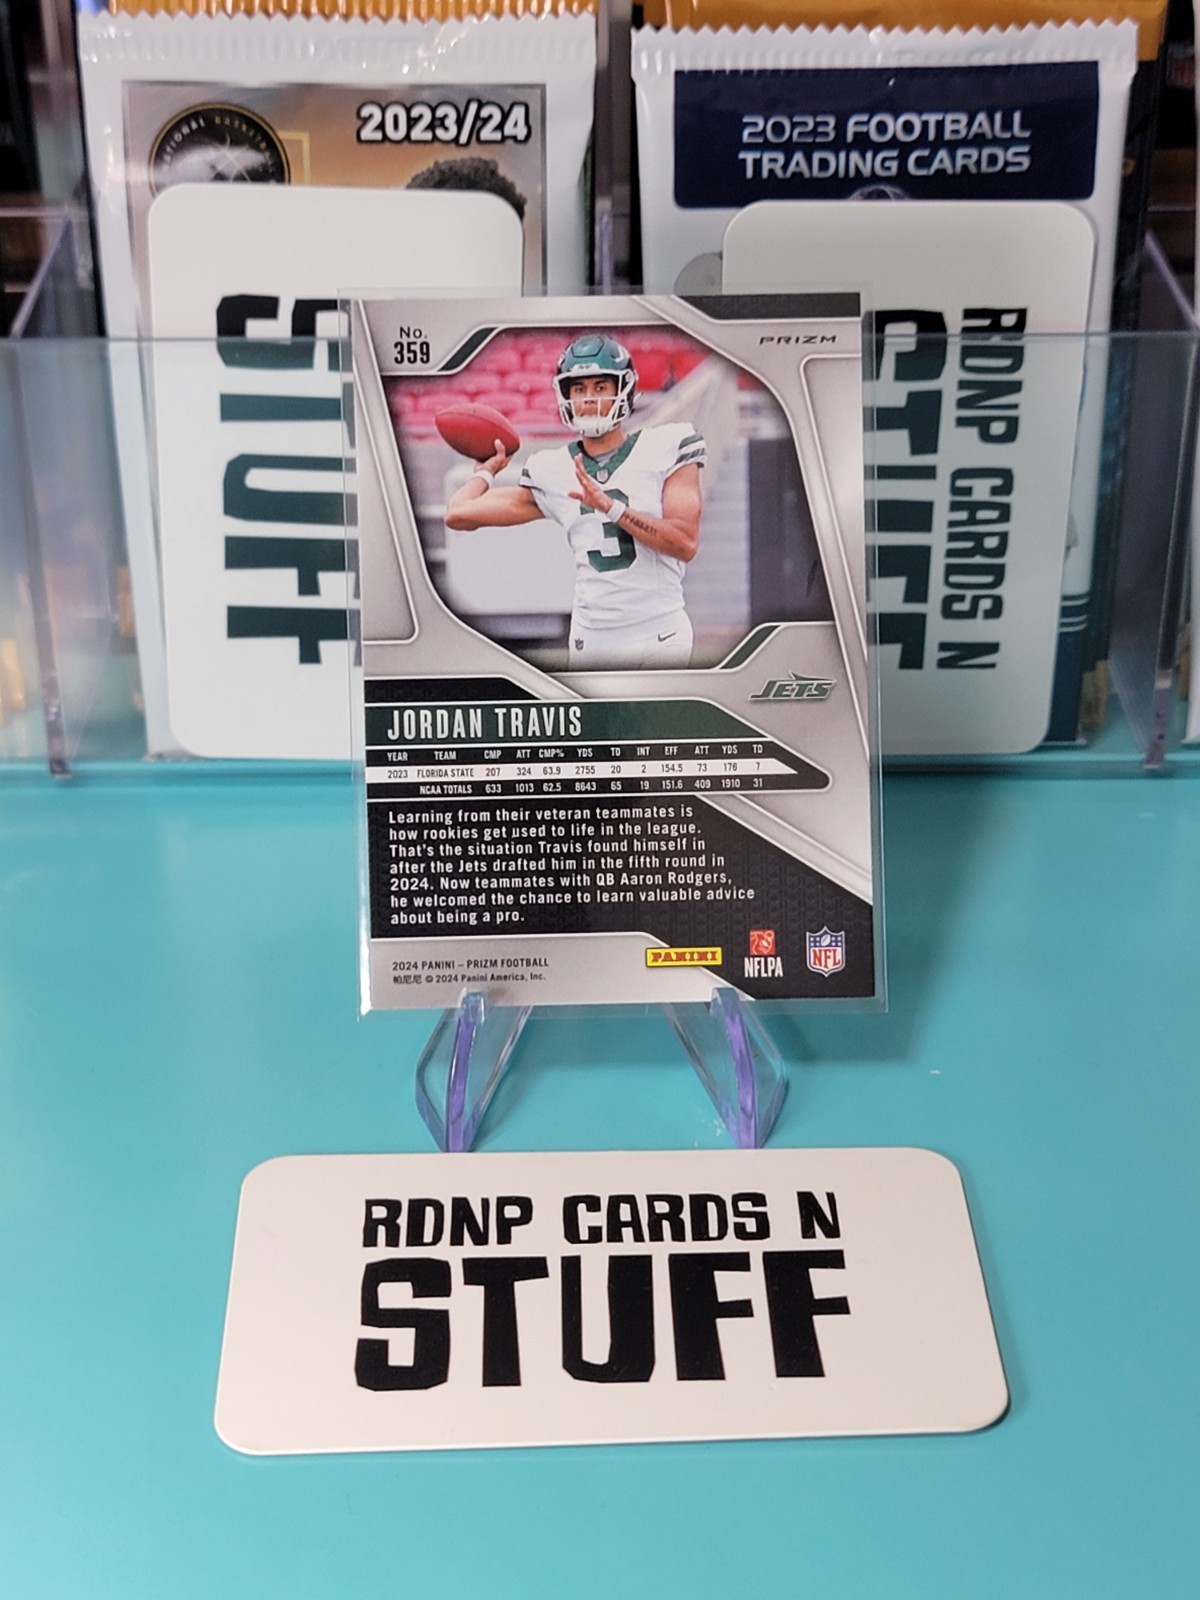 2023/24
NATIONAL BASKETBALL
2023 FOOTBALL
TRADING CARDS
STUFF
RDNP CARDS N
STUFF
No.
359
PRIZM
3
JETS
JORDAN TRAVIS
YEAR TEAM CMP ATT CMP% YDS TD INT EFF ATT YDS TD
2023 FLORIDA STATE 207 324 63.9 2755 20 2 154.5 73 176 7
NCAA TOTALS 633 1013 62.5 8643 65 19 151.6 409 1910 31
Learning from their veteran teammates is
how rookies get used to life in the league.
That's the situation Travis found himself in
after the Jets drafted him in the fifth round in
2024. Now teammates with QB Aaron Rodgers,
he welcomed the chance to learn valuable advice
about being a pro.
2024 PANINI – PRIZM FOOTBALL
帕尼尼 © 2024 Panini America, Inc.
PANINI
NFLPA
NFL
RDNP CARDS N
STUFF